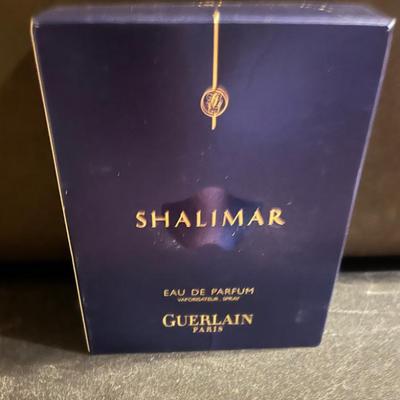 SHALIMAR
EAU DE PARFUM
VAPORISATEUR . SPRAY
GUERLAIN
PARIS